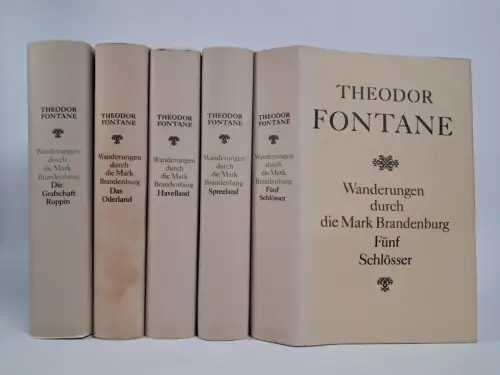 THEODOR
FONTANE
Wanderungen
durch
die Mark
Brandenburg
Die
Grafschaft
Ruppin
THEODOR
FONTANE
Wanderungen
durch
die Mark
Brandenburg
Das
Oderland
THEODOR
FONTANE
Wanderungen
durch
die Mark
Brandenburg
Havelland
THEODOR
FONTANE
Wanderungen
durch
die Mark
Brandenburg
Spreeland
THEODOR
FONTANE
Wanderungen
durch
die Mark
Brandenburg
Fünf
Schlösser
THEODOR
FONTANE
Wanderungen
durch
die Mark Brandenburg
Fünf
Schlösser